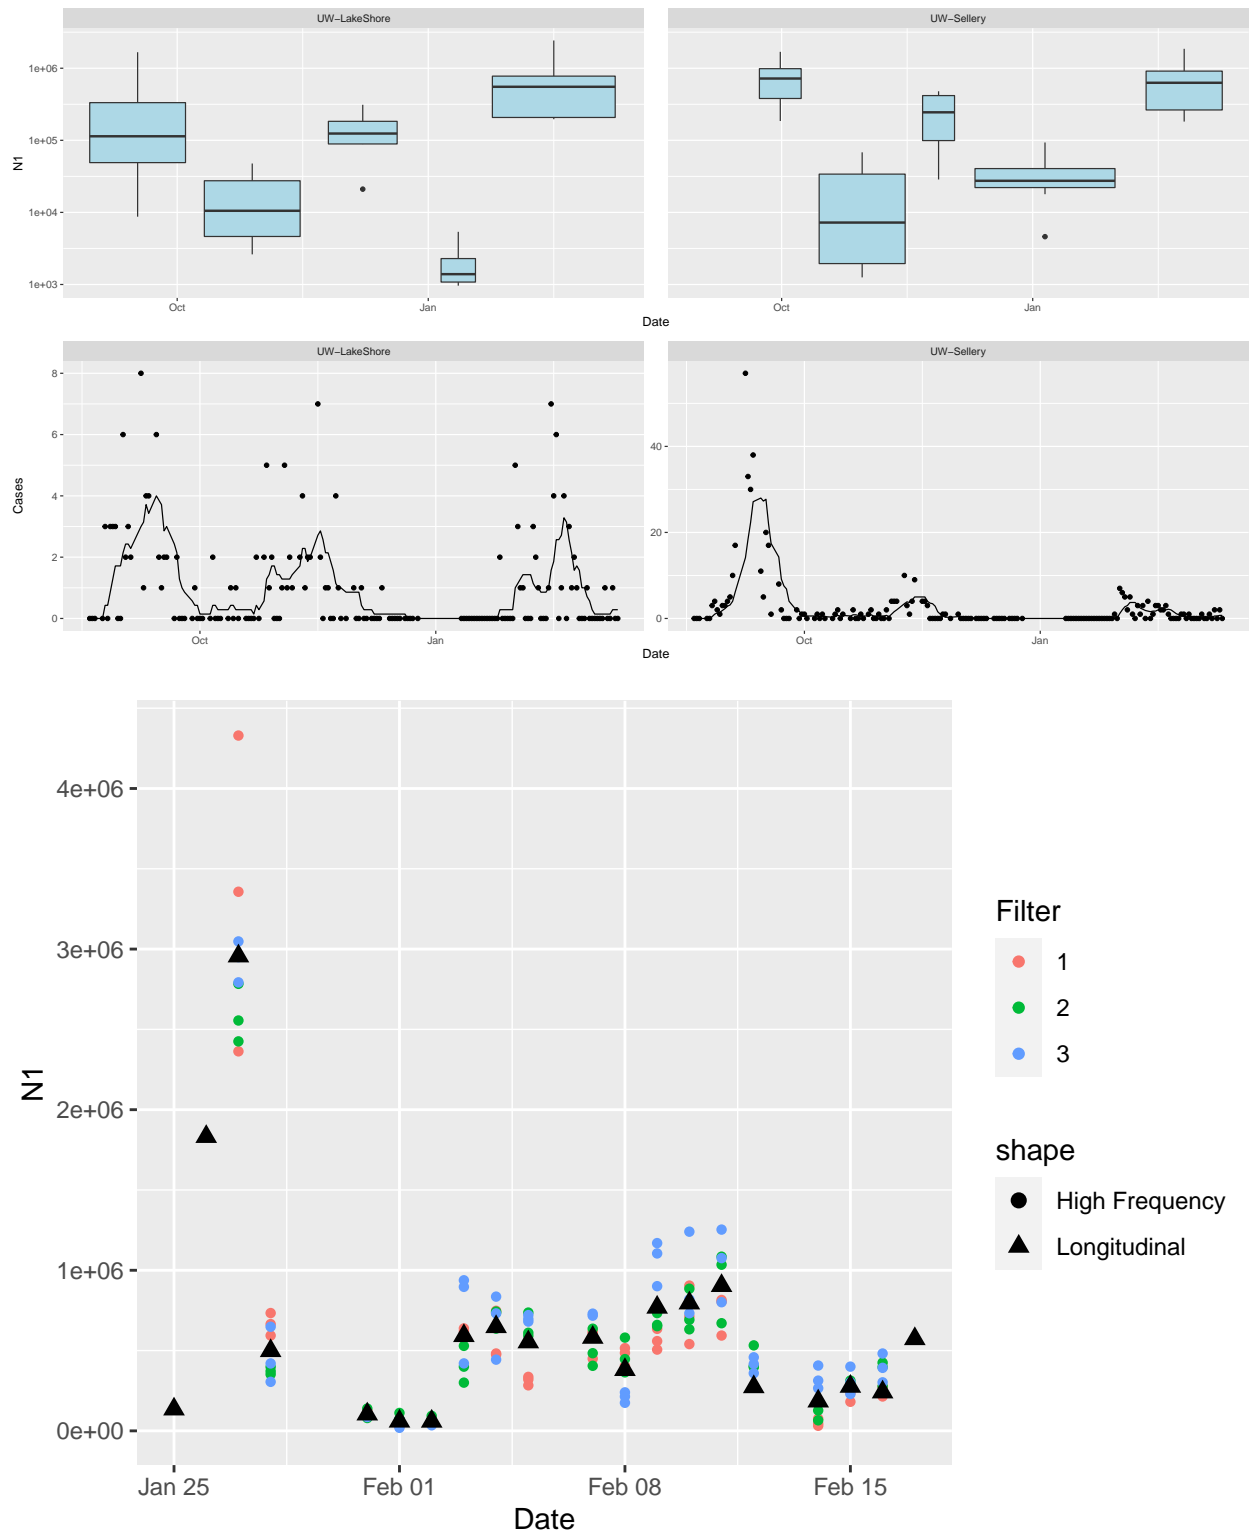 UW−LakeShore
UW−Sellery
1e+06
1e+05
1e+04
1e+03
N1
Oct
Jan
Oct
Jan
Date
UW−LakeShore
UW−Sellery
8
6
4
2
0
Cases
40
20
0
Oct
Jan
Oct
Jan
Date
4e+06
3e+06
2e+06
1e+06
0e+00
N1
Jan 25
Feb 01
Feb 08
Feb 15
Date
Filter
1
2
3
shape
High Frequency
Longitudinal